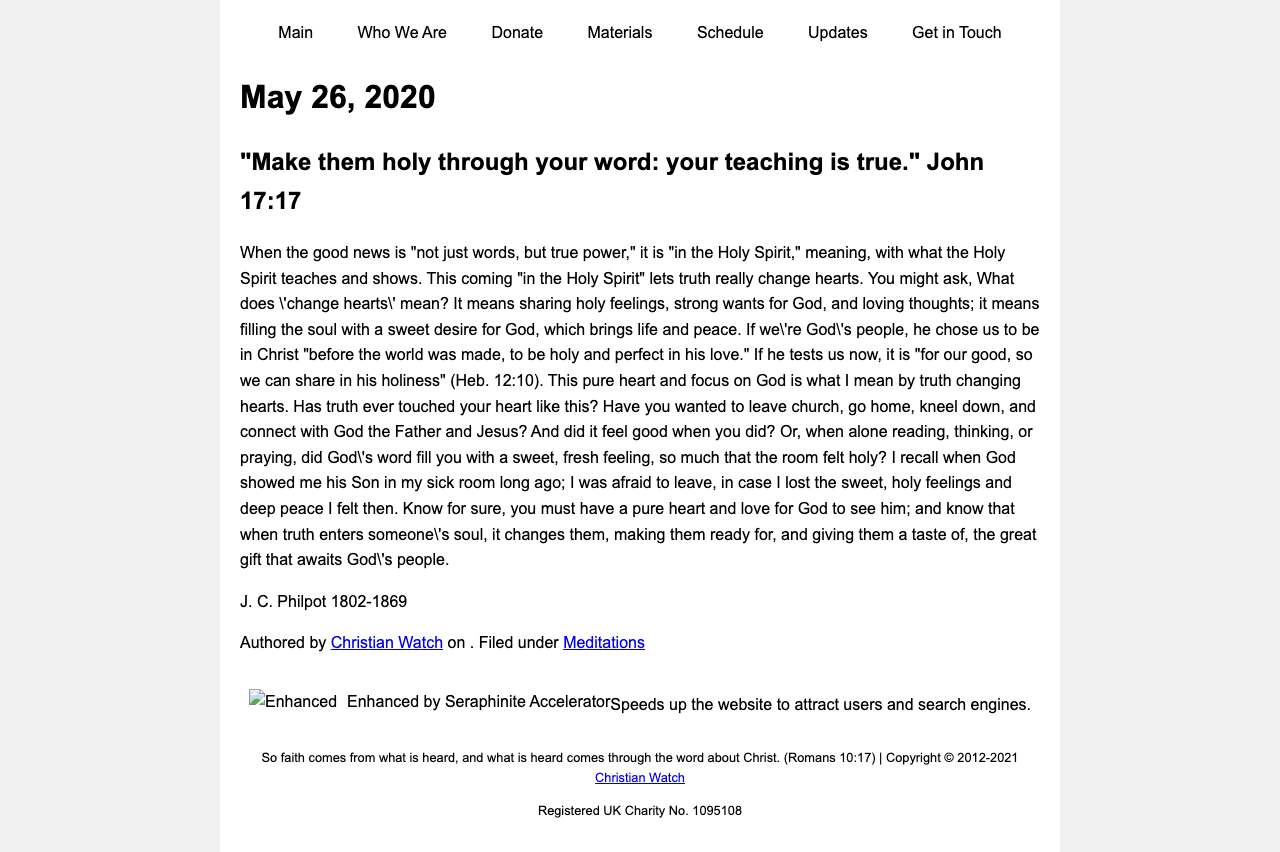 Main Who We Are Donate Materials Schedule Updates Get in Touch
May 26, 2020
"Make them holy through your word: your teaching is true." John
17:17
When the good news is "not just words, but true power," it is "in the Holy Spirit," meaning, with what the Holy
Spirit teaches and shows. This coming "in the Holy Spirit" lets truth really change hearts. You might ask, What
does \'change hearts\' mean? It means sharing holy feelings, strong wants for God, and loving thoughts; it means
filling the soul with a sweet desire for God, which brings life and peace. If we\'re God\'s people, he chose us to be
in Christ "before the world was made, to be holy and perfect in his love." If he tests us now, it is "for our good, so
we can share in his holiness" (Heb. 12:10). This pure heart and focus on God is what I mean by truth changing
hearts. Has truth ever touched your heart like this? Have you wanted to leave church, go home, kneel down, and
connect with God the Father and Jesus? And did it feel good when you did? Or, when alone reading, thinking, or
praying, did God\'s word fill you with a sweet, fresh feeling, so much that the room felt holy? I recall when God
showed me his Son in my sick room long ago; I was afraid to leave, in case I lost the sweet, holy feelings and
deep peace I felt then. Know for sure, you must have a pure heart and love for God to see him; and know that
when truth enters someone\'s soul, it changes them, making them ready for, and giving them a taste of, the great
gift that awaits God\'s people.
J. C. Philpot 1802-1869
Authored by Christian Watch on . Filed under Meditations
Enhanced Enhanced by Seraphinite Accelerator Speeds up the website to attract users and search engines.
So faith comes from what is heard, and what is heard comes through the word about Christ. (Romans 10:17) | Copyright © 2012-2021
Christian Watch
Registered UK Charity No. 1095108